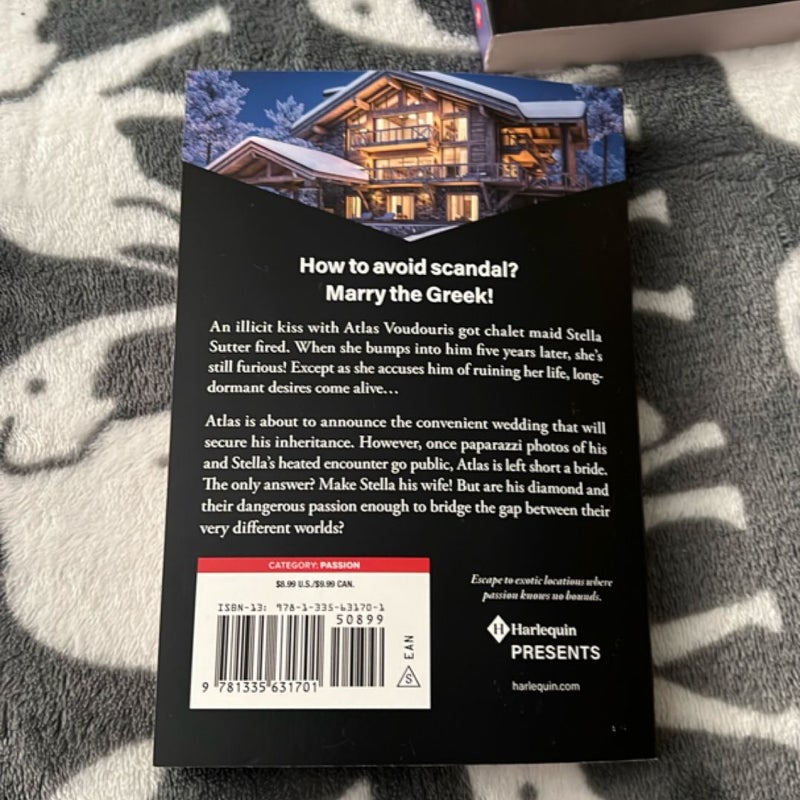 How to avoid scandal?
Marry the Greek!
An illicit kiss with Atlas Voudouris got chalet maid Stella
Sutter fired. When she bumps into him five years later, she's
still furious! Except as she accuses him of ruining her life, long-
dormant desires come alive...
Atlas is about to announce the convenient wedding that will
secure his inheritance. However, once paparazzi photos of his
and Stella's heated encounter go public, Atlas is left short a bride.
The only answer? Make Stella his wife! But are his diamond and
their dangerous passion enough to bridge the gap between their
very different worlds?
CATEGORY: PASSION
$8.99 U.S./$9.99 CAN.
ISBN-13: 978-1-335-63170-1
50899
EAN
S
9 781335 631701
Escape to exotic locations where
passion knows no bounds.
H Harlequin
PRESENTS
harlequin.com